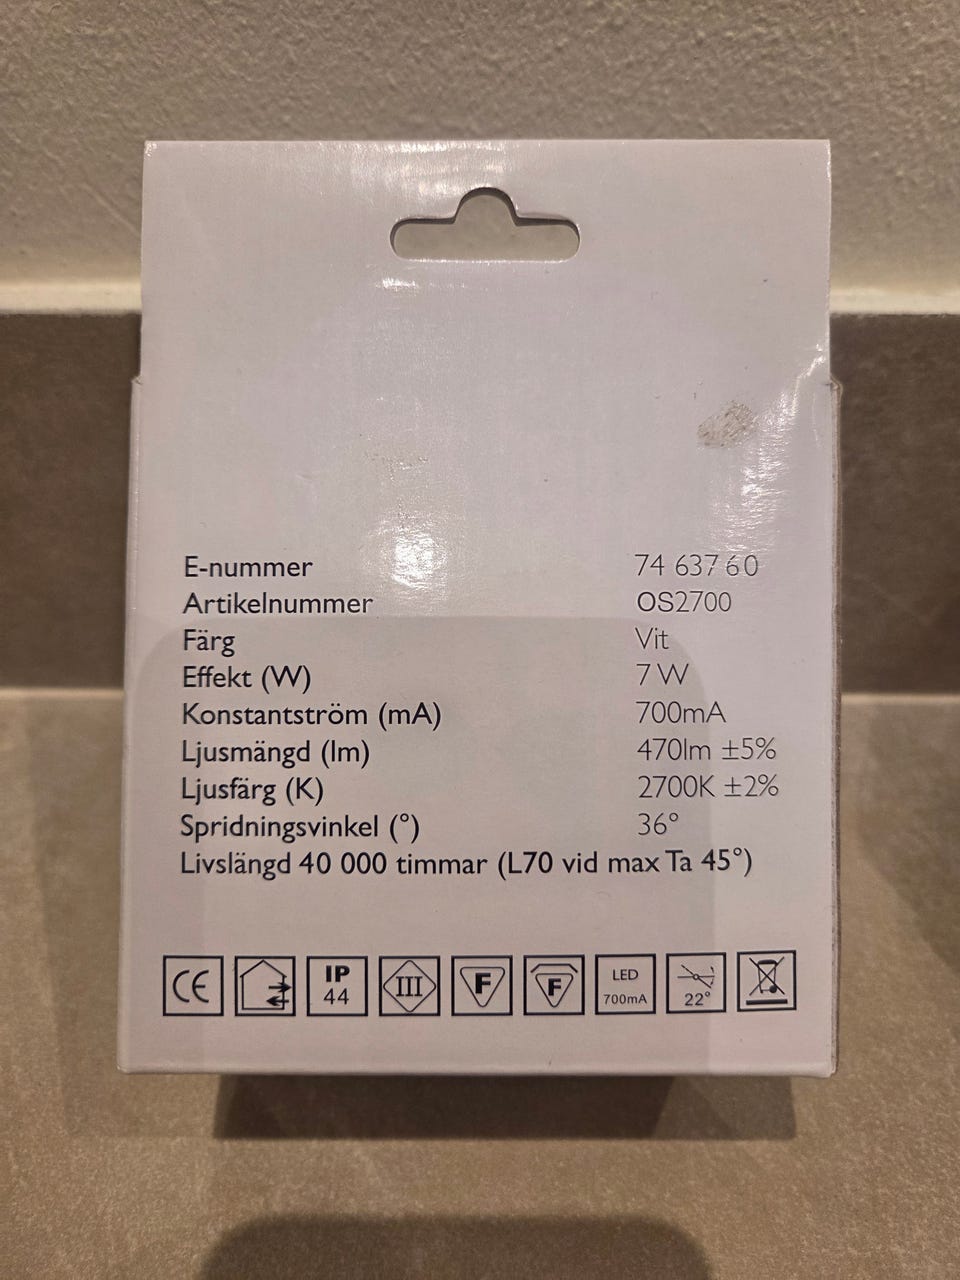 E-nummer 74 637 60
Artikelnummer OS2700
Färg Vit
Effekt (W) 7 W
Konstantström (mA) 700mA
Ljusmängd (lm) 470lm ±5%
Ljusfärg (K) 2700K ±2%
Spridningsvinkel (°) 36°
Livslängd 40 000 timmar (L70 vid max Ta 45°)
CE IP 44 III F F LED 700mA 22°